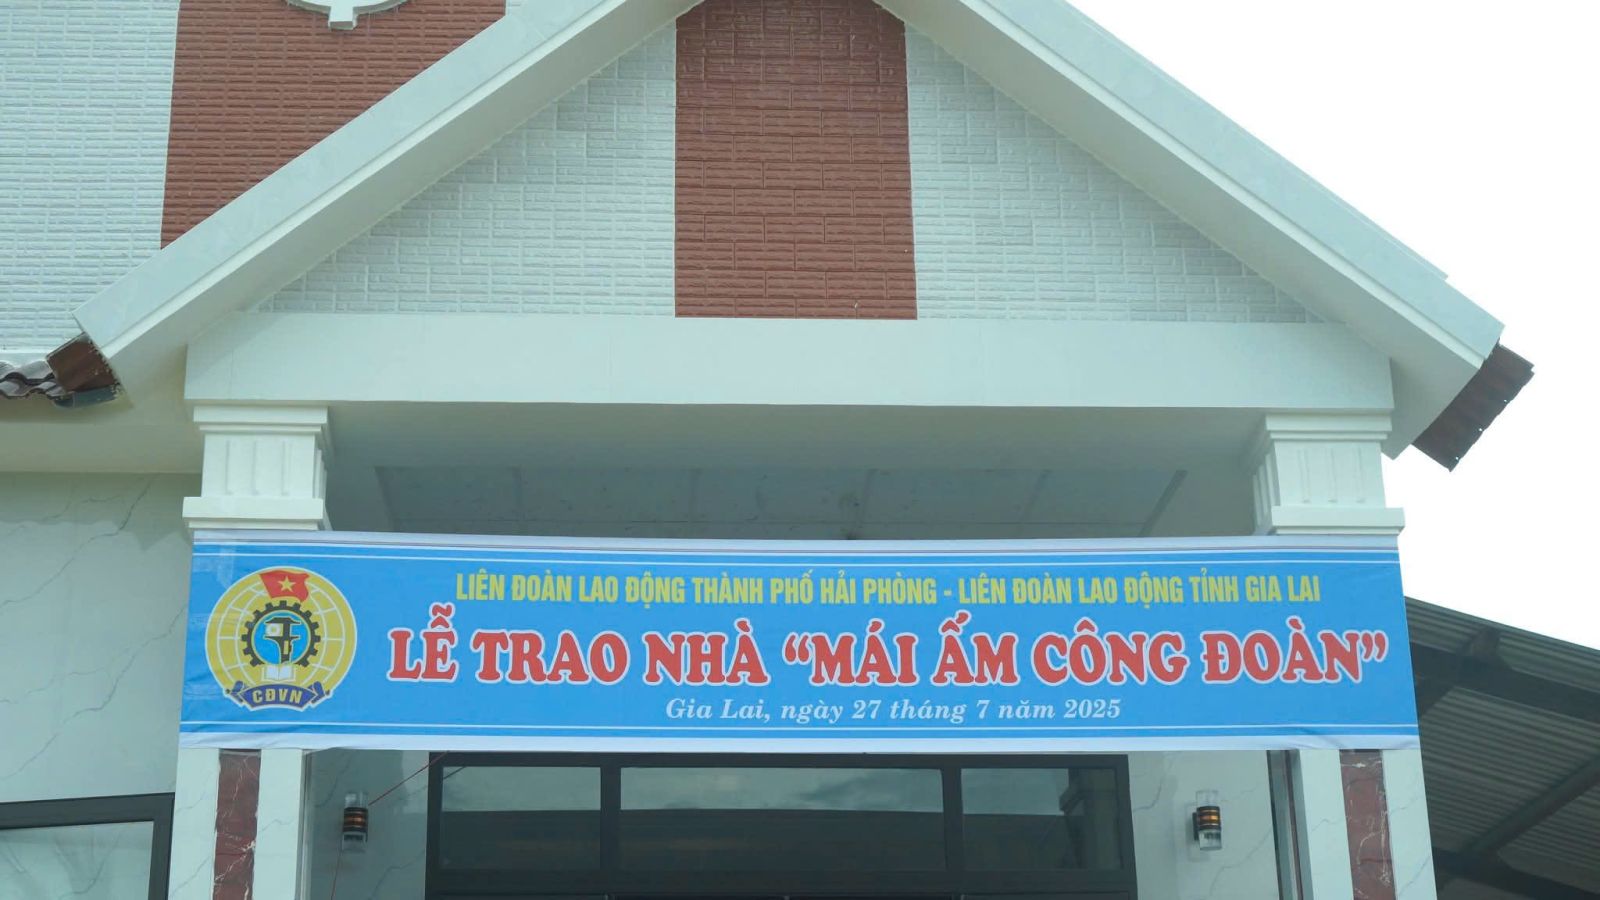 LIÊN ĐOÀN LAO ĐỘNG THÀNH PHỐ HẢI PHÒNG - LIÊN ĐOÀN LAO ĐỘNG TỈNH GIA LAI
LỄ TRAO NHÀ “MÁI ẤM CÔNG ĐOÀN”
Gia Lai, ngày 27 tháng 7 năm 2025
CĐVN